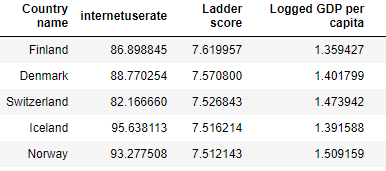 Country name internetuserate Ladder score Logged GDP per capita
Finland 86.898845 7.619957 1.359427
Denmark 88.770254 7.570800 1.401799
Switzerland 82.166660 7.526843 1.473942
Iceland 95.638113 7.516214 1.391588
Norway 93.277508 7.512143 1.509159